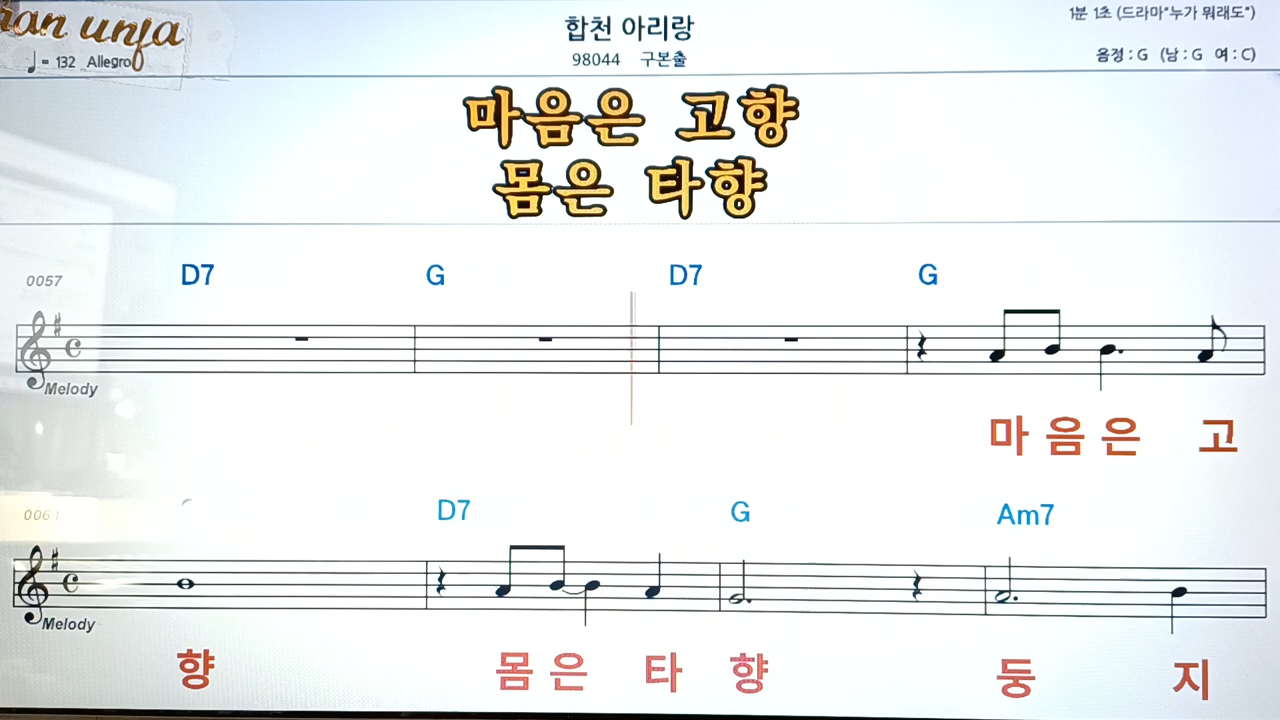 합천 아리랑
1분 1초 (드라마"누가 뭐래도")
♩= 132 Allegro
98044 구본출
음정 : G (남 : G 여 : C)
마음은 고향
몸은 타향
0057 D7 G D7 G
Melody
마 음 은 고
D7 G Am7
Melody
향 몸 은 타 향 둥 지